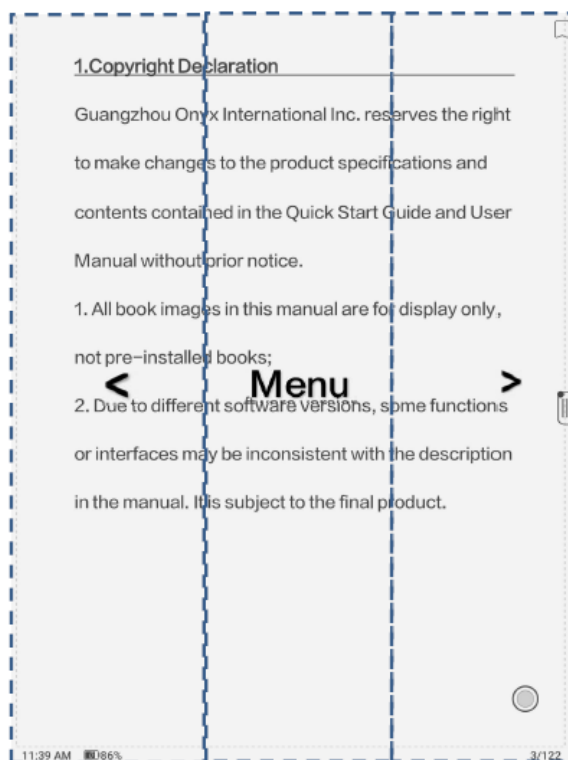 1.Copyright Declaration
Guangzhou Onyx International Inc. reserves the right
to make changes to the product specifications and
contents contained in the Quick Start Guide and User
Manual without prior notice.
1. All book images in this manual are for display only,
not pre-installed books;
< Menu >
2. Due to different software versions, some functions
or interfaces may be inconsistent with the description
in the manual. It is subject to the final product.
11:39 AM 86% 3/122